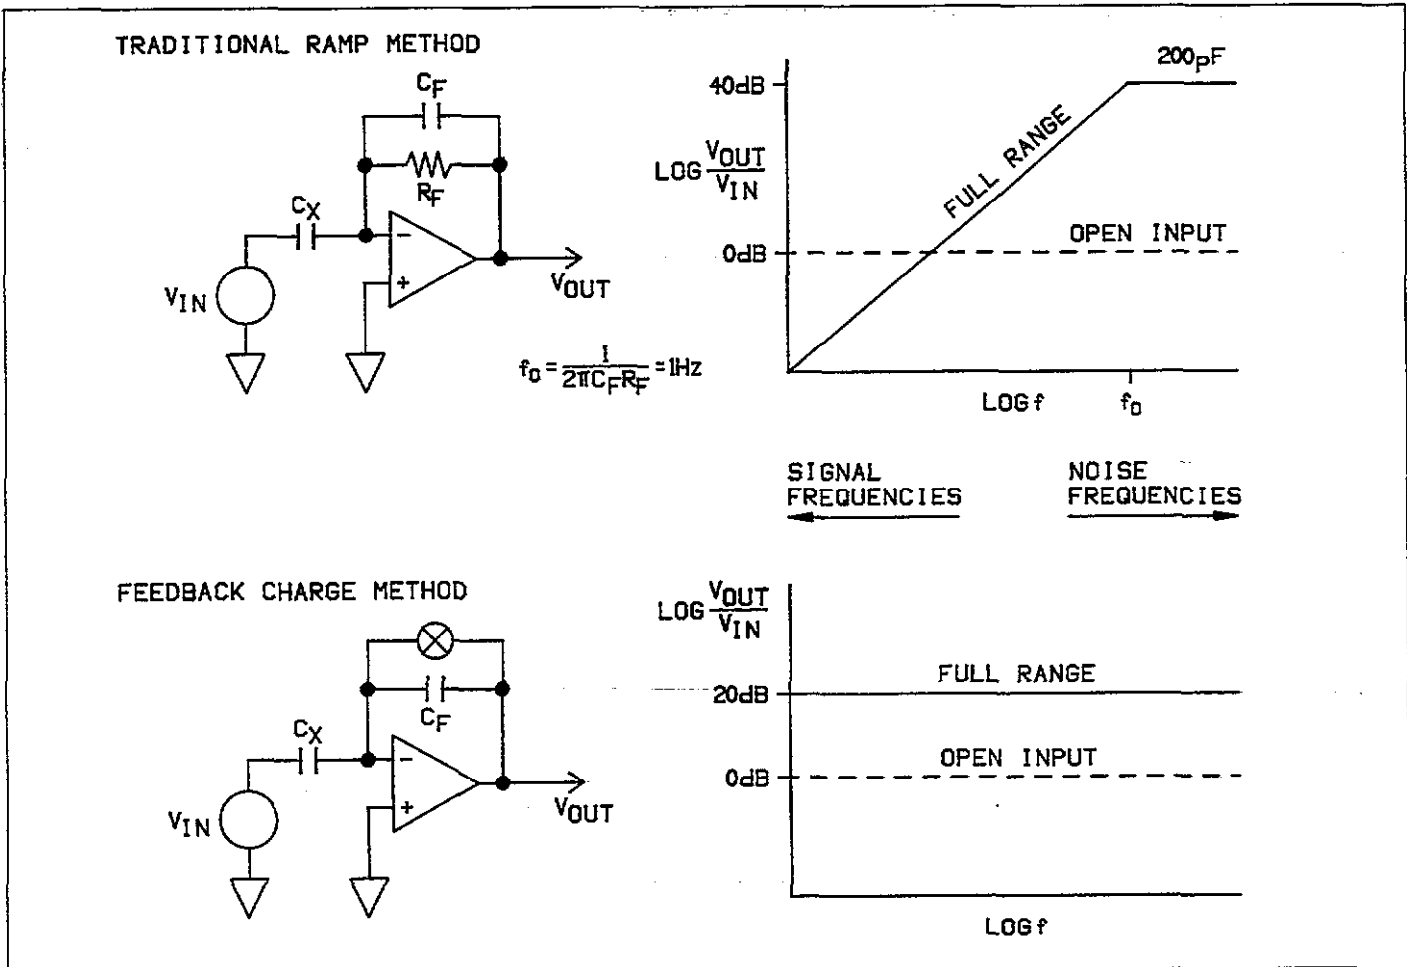 TRADITIONAL RAMP METHOD
CF
RF
CX
VIN
−
+
VOUT
f0 = 1/2πCFRF = 1Hz
200pF
40dB
LOG VOUT/VIN
FULL RANGE
OPEN INPUT
0dB
LOG f
f0
SIGNAL FREQUENCIES
NOISE FREQUENCIES
FEEDBACK CHARGE METHOD
CF
CX
VIN
−
+
VOUT
LOG VOUT/VIN
FULL RANGE
20dB
OPEN INPUT
0dB
LOG f